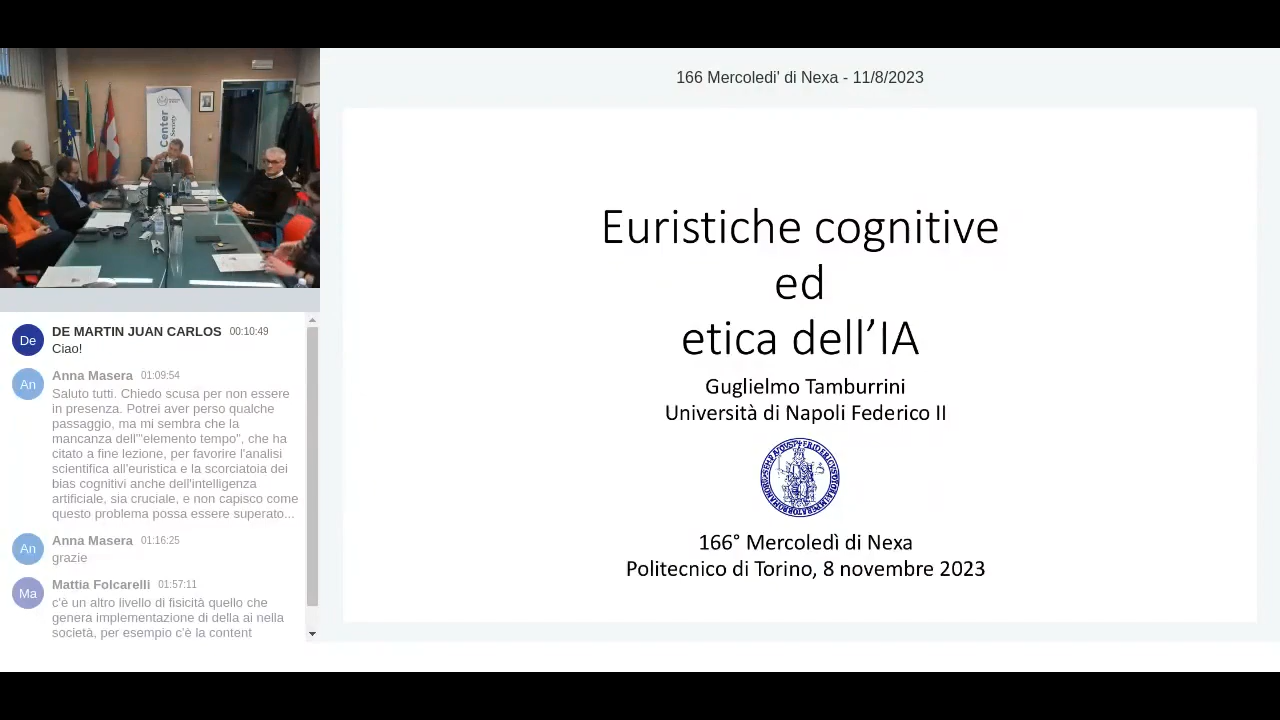 166 Mercoledi' di Nexa - 11/8/2023
Center
Society
Euristiche cognitive
ed
etica dell'IA
Guglielmo Tamburrini
Università di Napoli Federico II
166° Mercoledì di Nexa
Politecnico di Torino, 8 novembre 2023
De
DE MARTIN JUAN CARLOS 00:10:49
Ciao!
An
Anna Masera 01:09:54
Saluto tutti. Chiedo scusa per non essere
in presenza. Potrei aver perso qualche
passaggio, ma mi sembra che la
mancanza dell'"elemento tempo", che ha
citato a fine lezione, per favorire l'analisi
scientifica all'euristica e la scorciatoia dei
bias cognitivi anche dell'intelligenza
artificiale, sia cruciale, e non capisco come
questo problema possa essere superato...
An
Anna Masera 01:16:25
grazie
Ma
Mattia Folcarelli 01:57:11
c'è un altro livello di fisicità quello che
genera implementazione di della ai nella
società, per esempio c'è la content